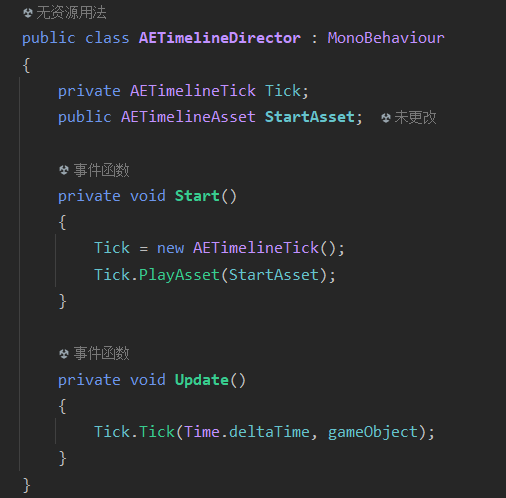 无资源用法
public class AETimelineDirector : MonoBehaviour
{
    private AETimelineTick Tick;
    public AETimelineAsset StartAsset; 未更改
    事件函数
    private void Start()
    {
        Tick = new AETimelineTick();
        Tick.PlayAsset(StartAsset);
    }
    事件函数
    private void Update()
    {
        Tick.Tick(Time.deltaTime, gameObject);
    }
}